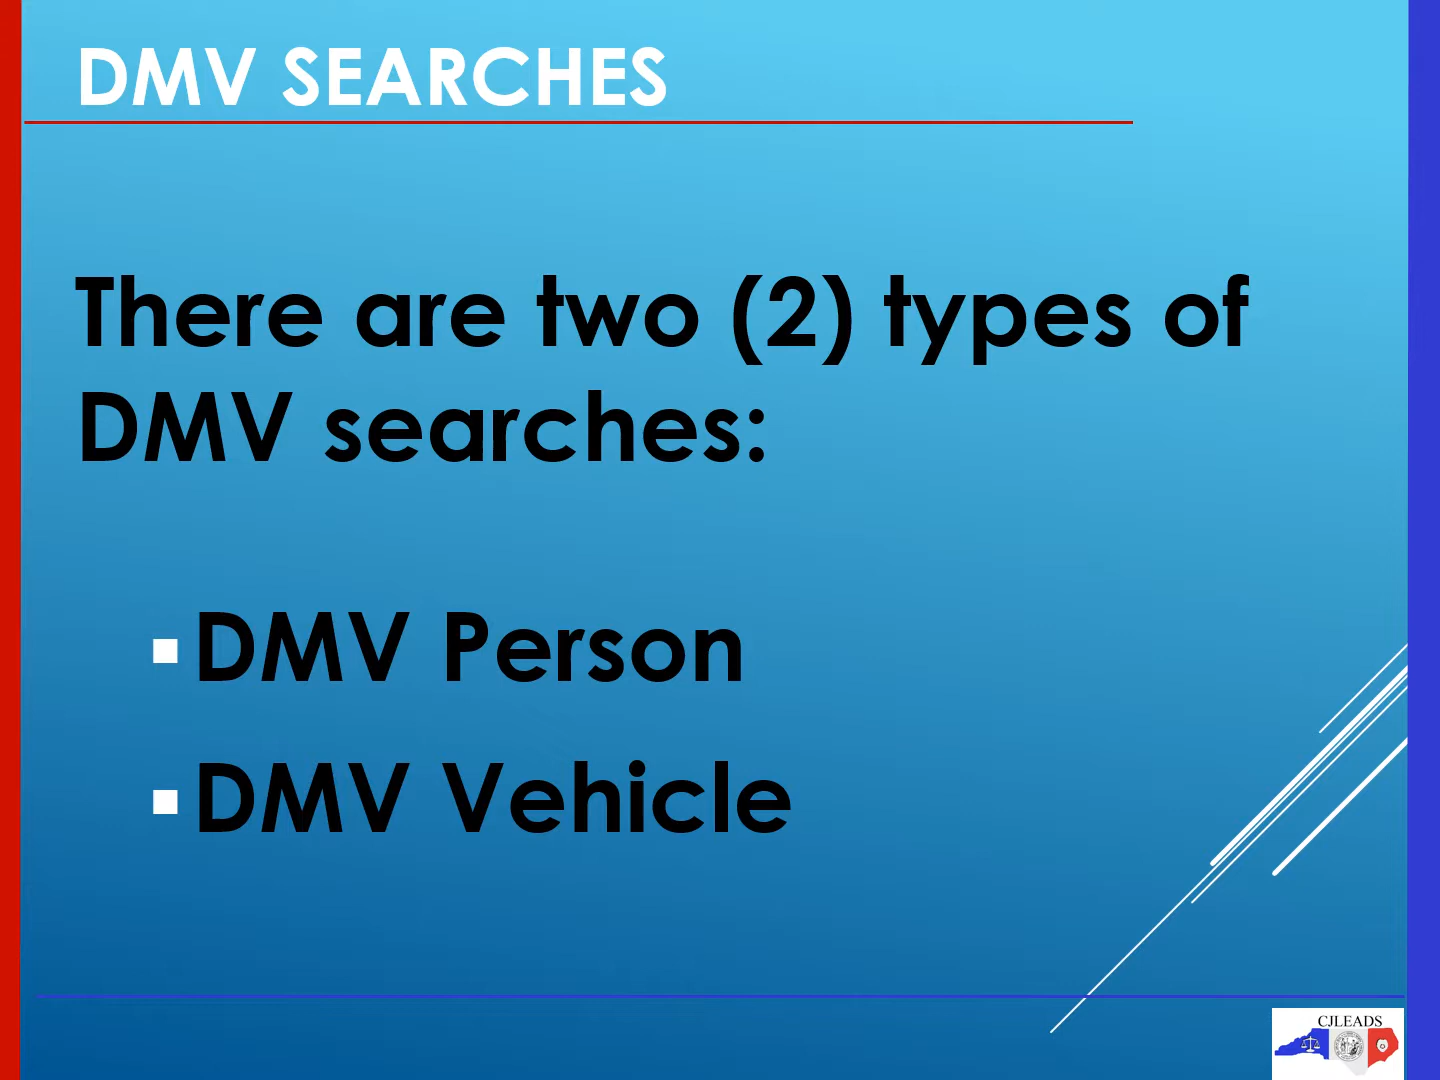 DMV SEARCHES
There are two (2) types of
DMV searches:
▪DMV Person
▪DMV Vehicle
CJLEADS